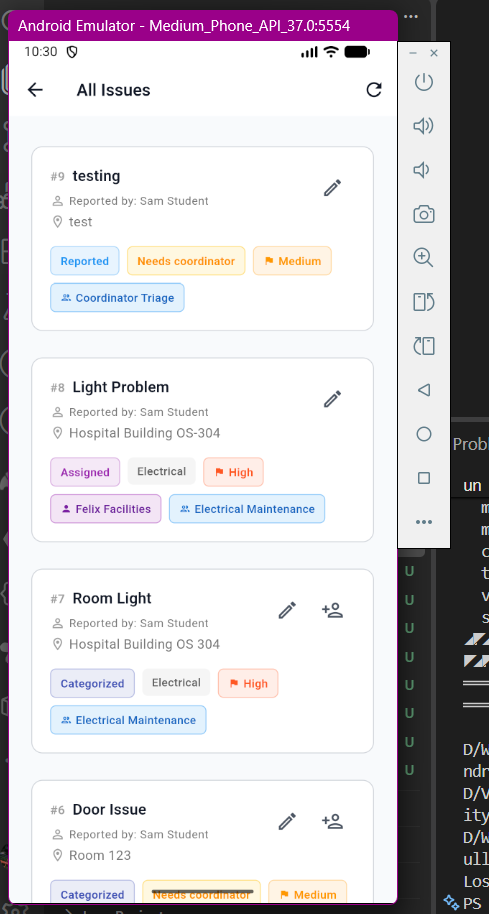 Android Emulator - Medium_Phone_API_37.0:5554
10:30
All Issues
#9 testing
Reported by: Sam Student
test
Reported Needs coordinator Medium
Coordinator Triage
#8 Light Problem
Reported by: Sam Student
Hospital Building OS-304
Assigned Electrical High
Felix Facilities Electrical Maintenance
#7 Room Light
Reported by: Sam Student
Hospital Building OS 304
Categorized Electrical High
Electrical Maintenance
#6 Door Issue
Reported by: Sam Student
Room 123
Categorized Needs coordinator Medium
Probl
un
U
U
U
U
U
U
U
U
D/W
ndr
D/V
ity
D/W
ull
Los
PS